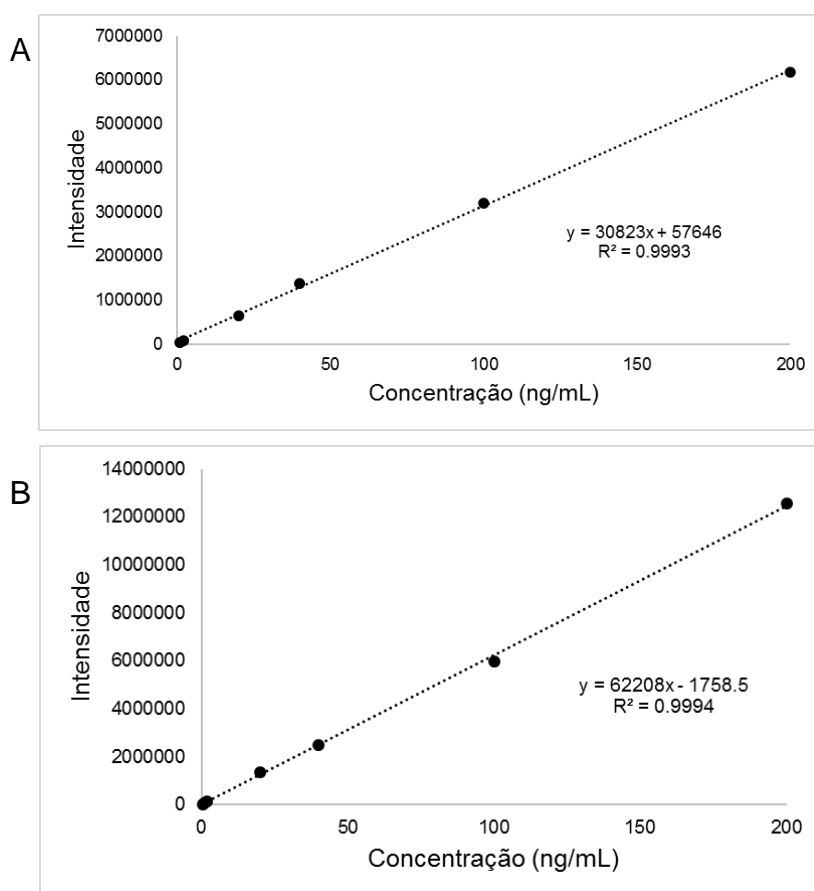 A
7000000
6000000
5000000
4000000
3000000
2000000
1000000
0
Intensidade
y = 30823x + 57646
R² = 0.9993
0 50 100 150 200
Concentração (ng/mL)
B
14000000
12000000
10000000
8000000
6000000
4000000
2000000
0
Intensidade
y = 62208x - 1758.5
R² = 0.9994
0 50 100 150 200
Concentração (ng/mL)